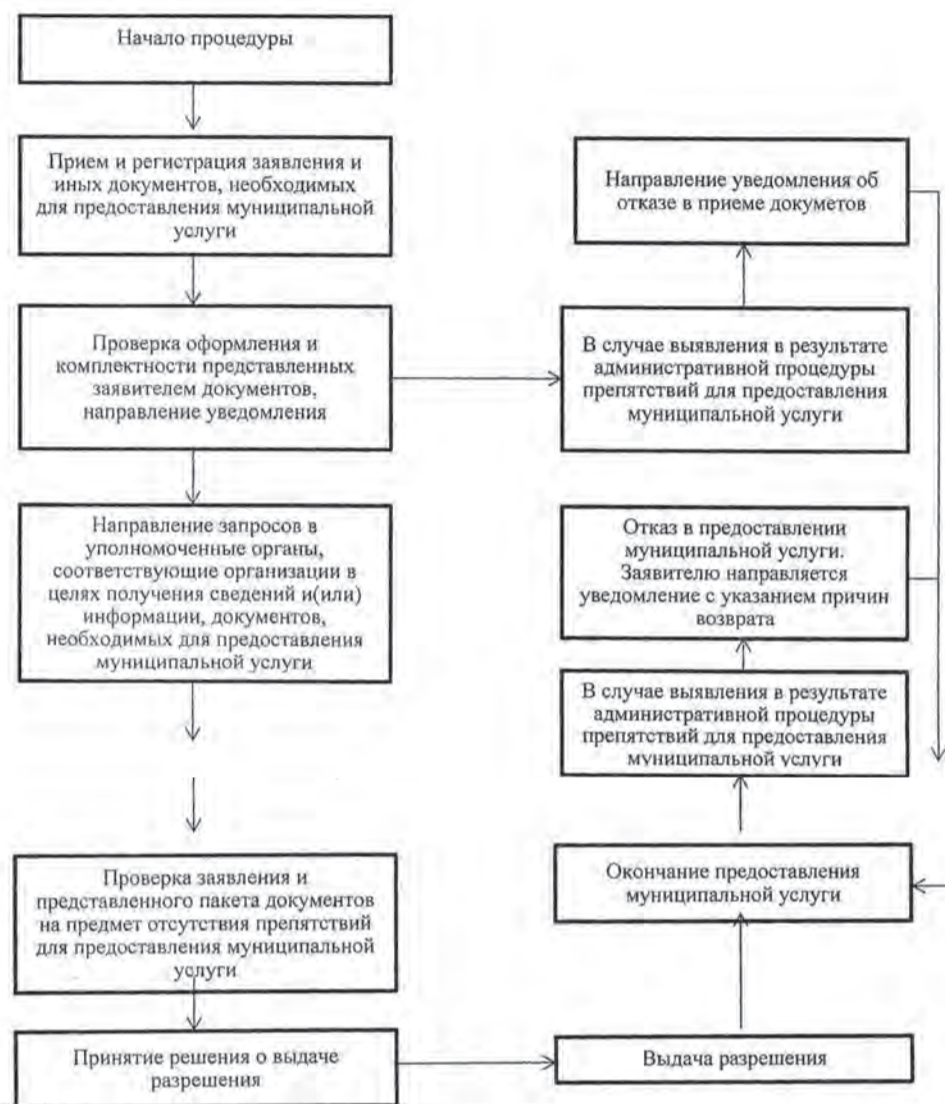 Начало процедуры
Прием и регистрация заявления и
иных документов, необходимых
для предоставления муниципальной
услуги
Проверка оформления и
комплектности представленных
заявителем документов,
направление уведомления
Направление запросов в
уполномоченные органы,
соответствующие организации в
целях получения сведений и(или)
информации, документов,
необходимых для предоставления
муниципальной услуги
Проверка заявления и
представленного пакета документов
на предмет отсутствия препятствий
для предоставления муниципальной
услуги
Принятие решения о выдаче
разрешения
Направление уведомления об
отказе в приеме докуметов
В случае выявления в результате
административной процедуры
препятствий для предоставления
муниципальной услуги
Отказ в предоставлении
муниципальной услуги.
Заявителю направляется
уведомление с указанием причин
возврата
В случае выявления в результате
административной процедуры
препятствий для предоставления
муниципальной услуги
Окончание предоставления
муниципальной услуги
Выдача разрешения